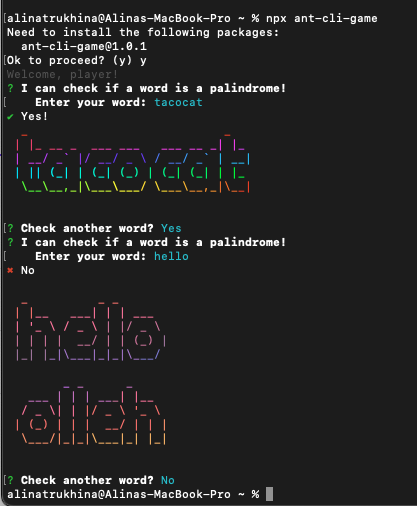 alinatrukhina@Alinas-MacBook-Pro ~ % npx ant-cli-game
Need to install the following packages:
ant-cli-game@1.0.1
Ok to proceed? (y) y
Welcome, player!
? I can check if a word is a palindrome!
[ Enter your word: tacocat
✔ Yes!
tacocat
[? Check another word? Yes
? I can check if a word is a palindrome!
[ Enter your word: hello
✖ No
hello
olleh
[? Check another word? No
alinatrukhina@Alinas-MacBook-Pro ~ %